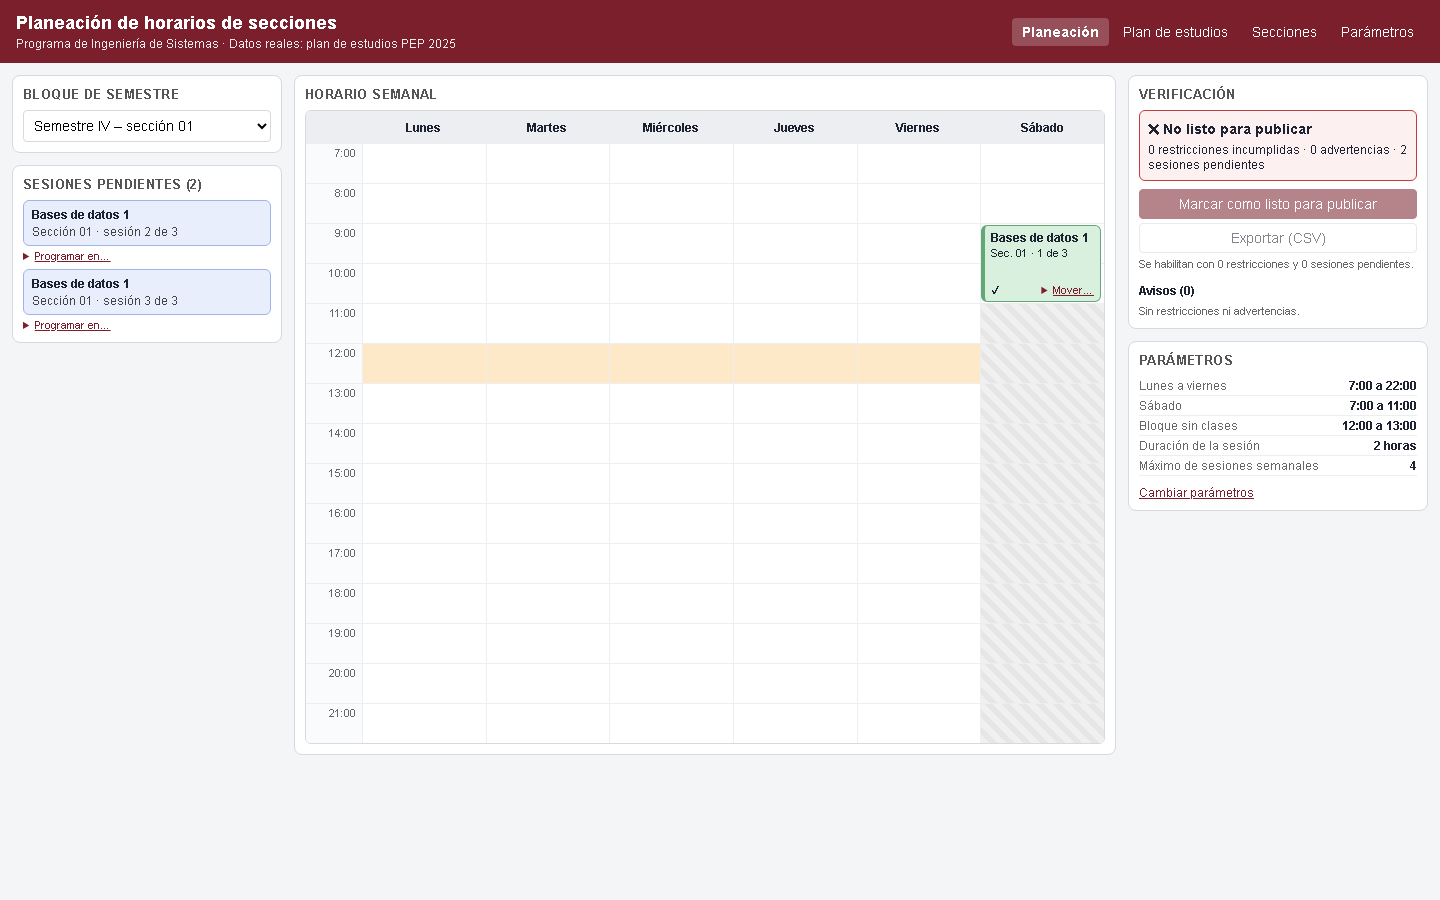 Planeación de horarios de secciones
Programa de Ingeniería de Sistemas · Datos reales: plan de estudios PEP 2025
Planeación
Plan de estudios
Secciones
Parámetros
BLOQUE DE SEMESTRE
Semestre IV – sección 01
SESIONES PENDIENTES (2)
Bases de datos 1
Sección 01 · sesión 2 de 3
▶ Programar en...
Bases de datos 1
Sección 01 · sesión 3 de 3
▶ Programar en...
HORARIO SEMANAL
Lunes Martes Miércoles Jueves Viernes Sábado
7:00
8:00
9:00
10:00
11:00
12:00
13:00
14:00
15:00
16:00
17:00
18:00
19:00
20:00
21:00
Bases de datos 1
Sec. 01 · 1 de 3
✓ ▶ Mover...
VERIFICACIÓN
✕ No listo para publicar
0 restricciones incumplidas · 0 advertencias · 2
sesiones pendientes
Marcar como listo para publicar
Exportar (CSV)
Se habilitan con 0 restricciones y 0 sesiones pendientes.
Avisos (0)
Sin restricciones ni advertencias.
PARÁMETROS
Lunes a viernes 7:00 a 22:00
Sábado 7:00 a 11:00
Bloque sin clases 12:00 a 13:00
Duración de la sesión 2 horas
Máximo de sesiones semanales 4
Cambiar parámetros